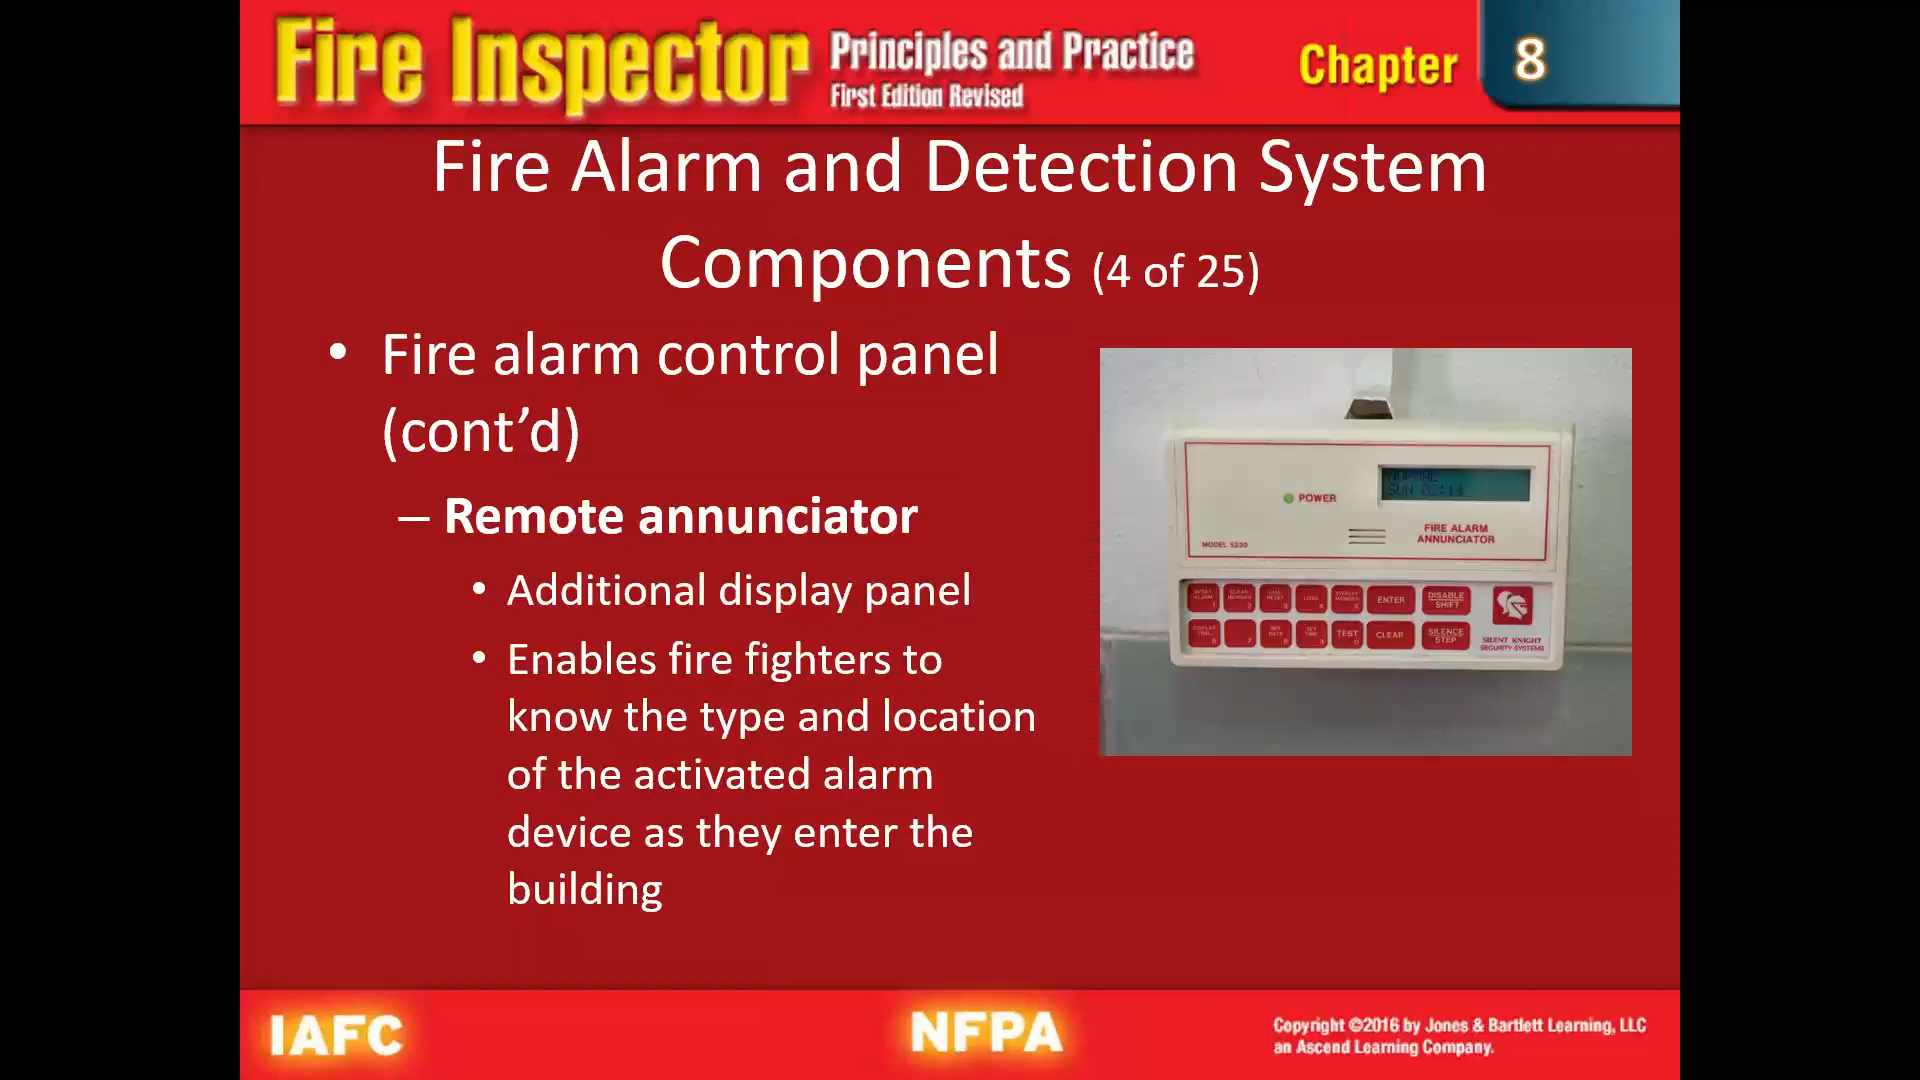 Fire Inspector Principles and Practice
First Edition Revised
Chapter 8
Fire Alarm and Detection System
Components (4 of 25)
• Fire alarm control panel
(cont’d)
– Remote annunciator
• Additional display panel
• Enables fire fighters to
know the type and location
of the activated alarm
device as they enter the
building
NORMAL
SUN 02:14
POWER
FIRE ALARM
ANNUNCIATOR
MODEL 5230
ENTER
DISABLE
SHIFT
TEST
CLEAR
SILENCE
STEP
SILENT KNIGHT
SECURITY SYSTEMS
IAFC
NFPA
Copyright ©2016 by Jones & Bartlett Learning, LLC
an Ascend Learning Company.